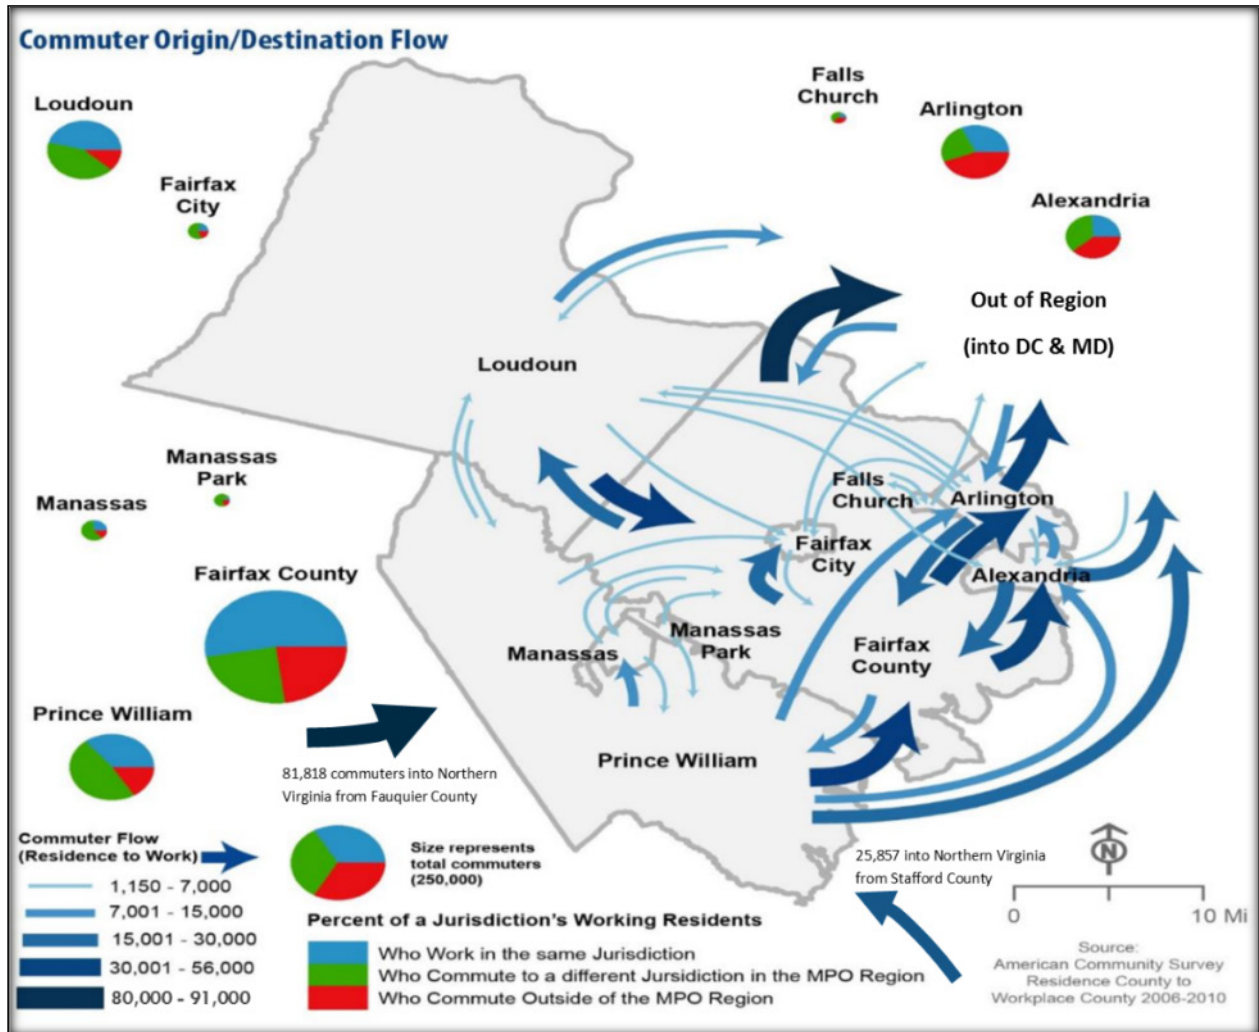 Commuter Origin/Destination Flow
Loudoun
Fairfax
City
Falls
Church
Arlington
Alexandria
Out of Region
(into DC & MD)
Loudoun
Manassas
Park
Manassas
Falls
Church
Arlington
Fairfax
City
Alexandria
Fairfax County
Manassas
Manassas
Park
Fairfax
County
Prince William
Prince William
81,818 commuters into Northern
Virginia from Fauquier County
Commuter Flow
(Residence to Work)
1,150 - 7,000
7,001 - 15,000
15,001 - 30,000
30,001 - 56,000
80,000 - 91,000
Size represents
total commuters
(250,000)
Percent of a Jurisdiction's Working Residents
Who Work in the same Jurisdiction
Who Commute to a different Jursidiction in the MPO Region
Who Commute Outside of the MPO Region
25,857 into Northern Virginia
from Stafford County
N
0 10 Mi
Source:
American Community Survey
Residence County to
Workplace County 2006-2010